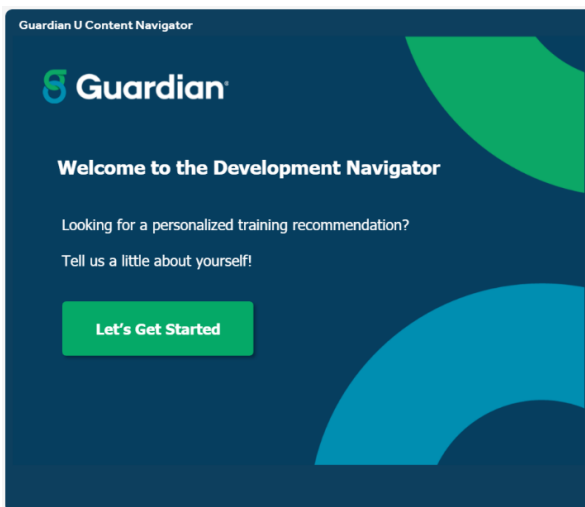 Guardian U Content Navigator
Guardian
Welcome to the Development Navigator
Looking for a personalized training recommendation?
Tell us a little about yourself!
Let's Get Started